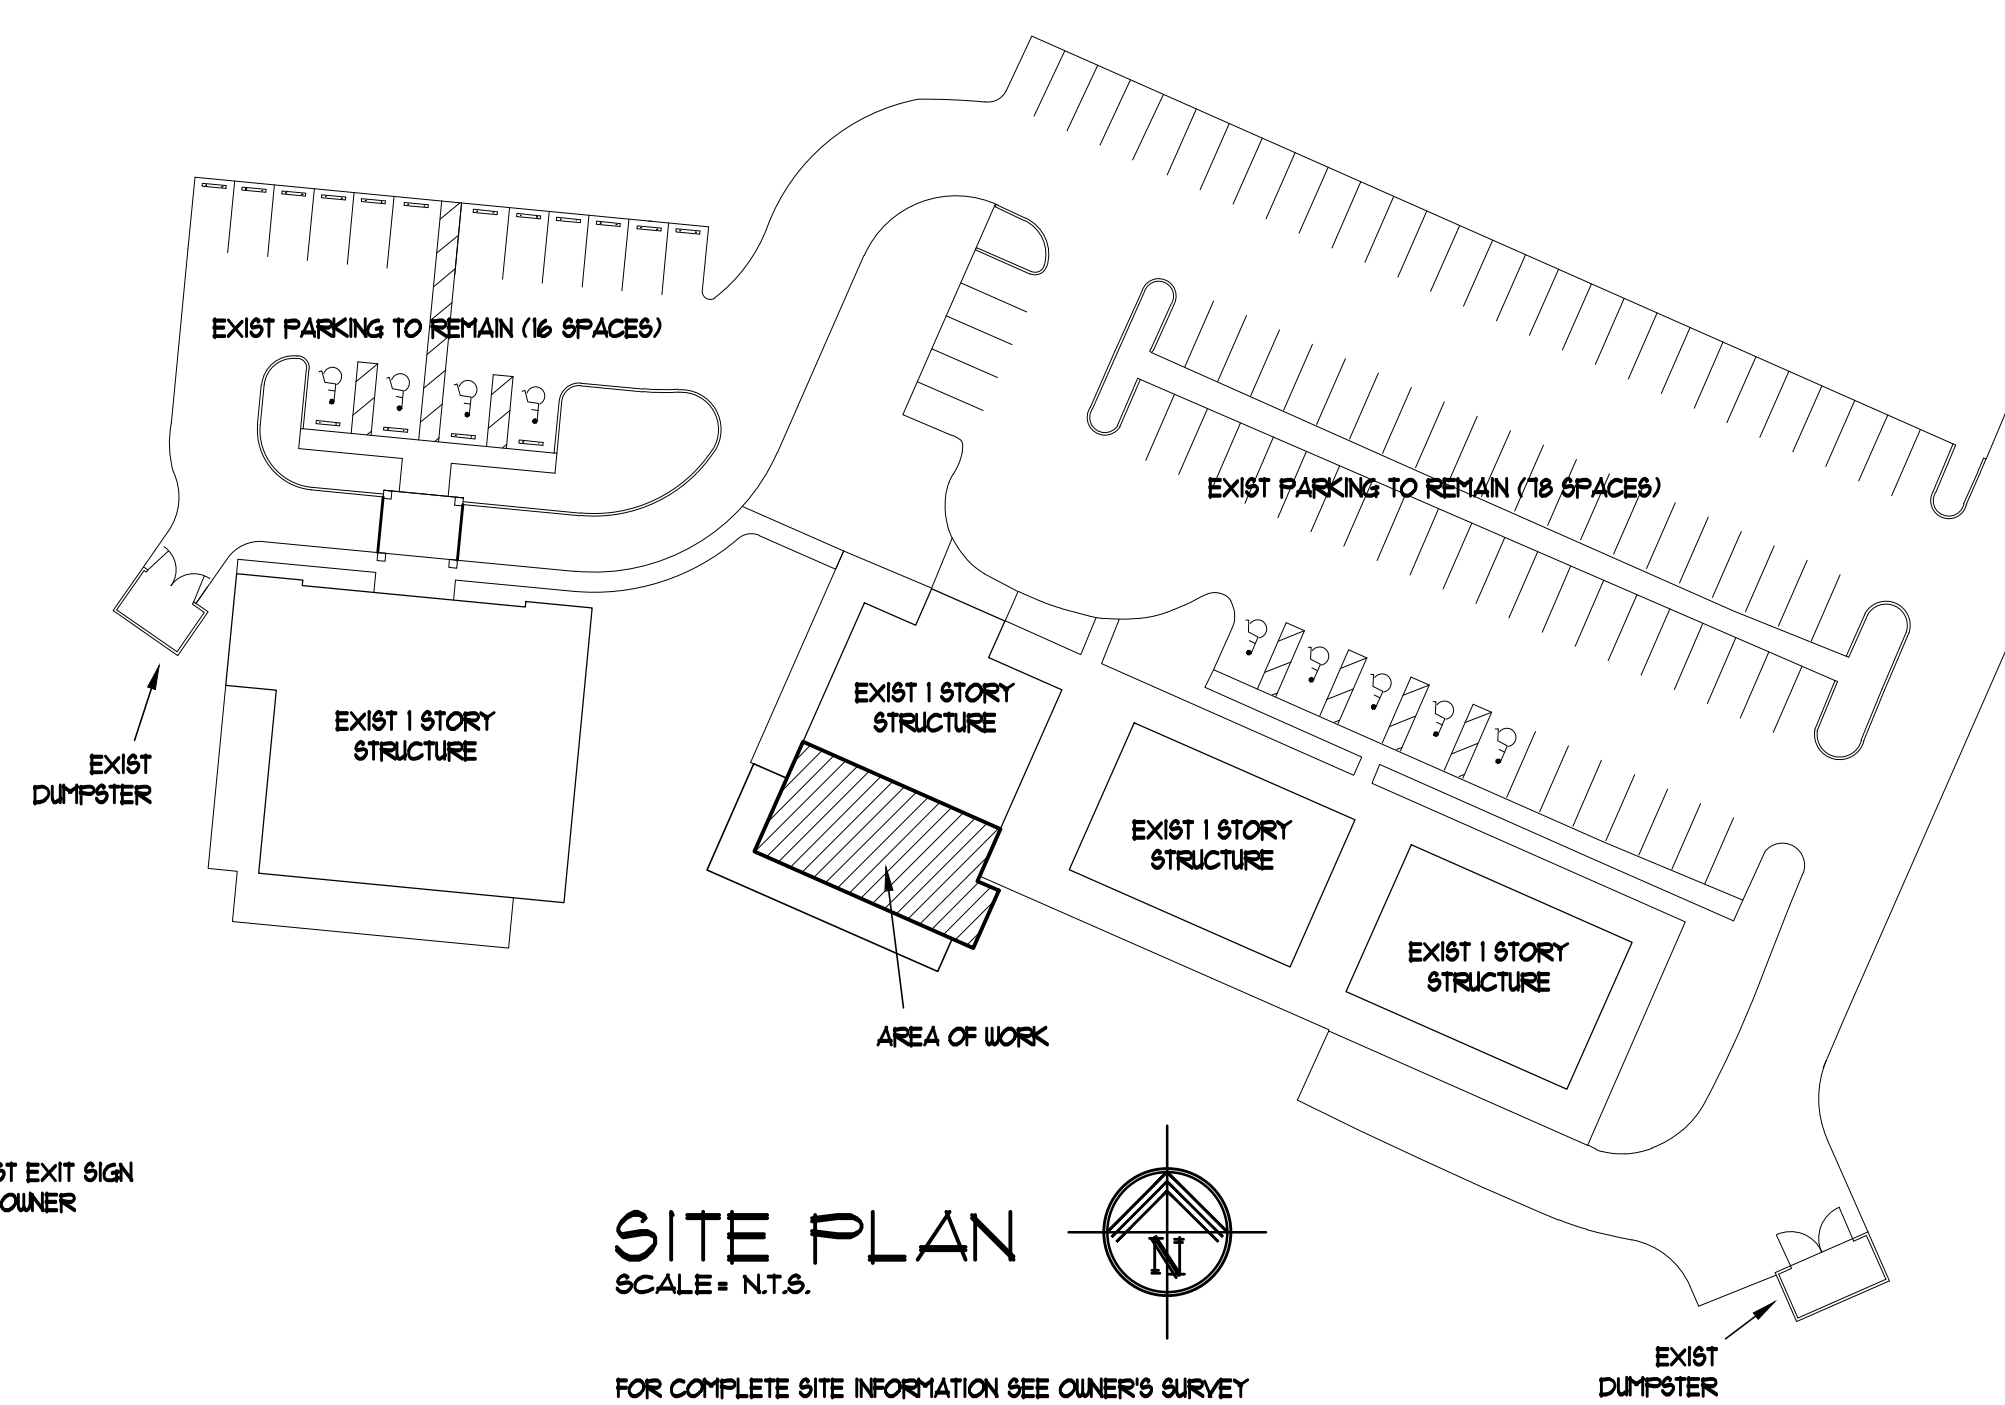 EXIST PARKING TO REMAIN (16 SPACES)
EXIST PARKING TO REMAIN (78 SPACES)
EXIST 1 STORY
STRUCTURE
EXIST 1 STORY
STRUCTURE
EXIST
DUMPSTER
EXIST 1 STORY
STRUCTURE
EXIST 1 STORY
STRUCTURE
AREA OF WORK
EXIT SIGN
OWNER
SITE PLAN
SCALE = N.T.S.
N
EXIST
DUMPSTER
FOR COMPLETE SITE INFORMATION SEE OWNER'S SURVEY